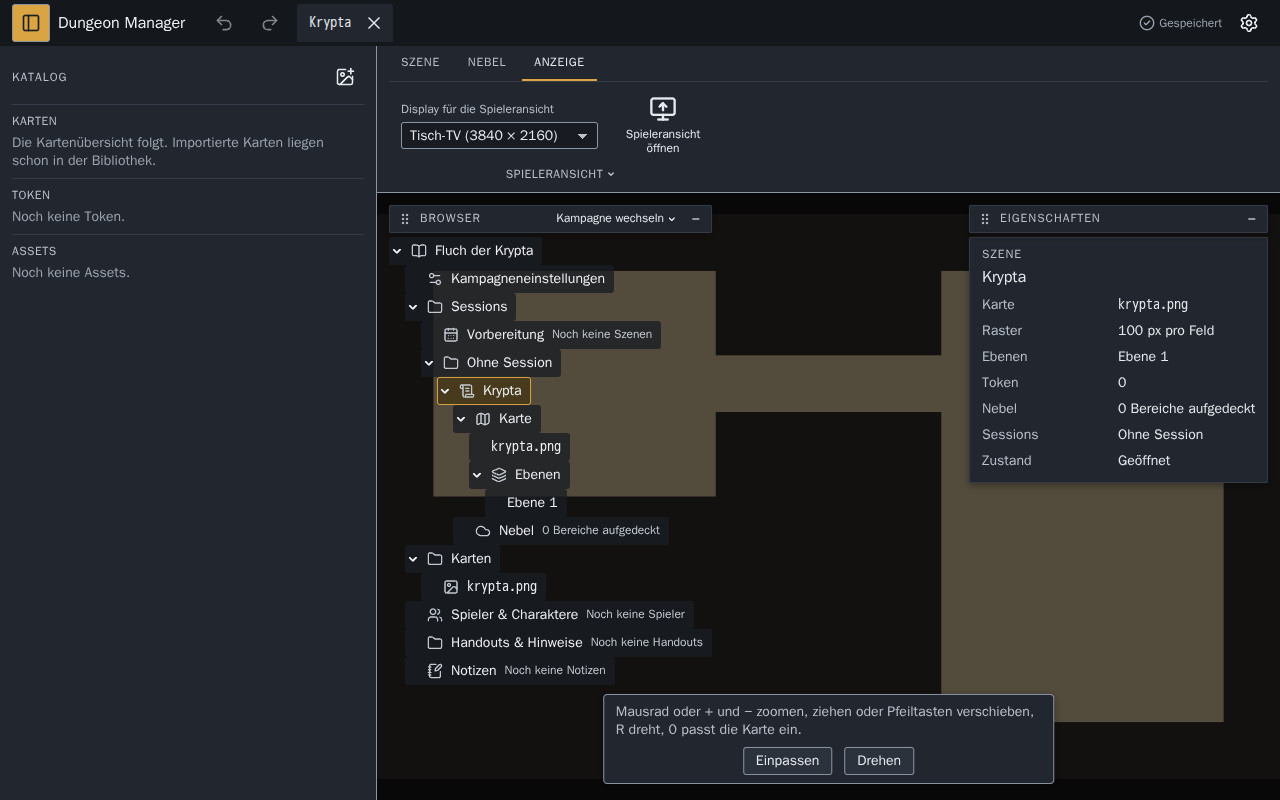 Dungeon Manager
Krypta
Gespeichert
KATALOG
KARTEN
Die Kartenübersicht folgt. Importierte Karten liegen
schon in der Bibliothek.
TOKEN
Noch keine Token.
ASSETS
Noch keine Assets.
SZENE NEBEL ANZEIGE
Display für die Spieleransicht
Tisch-TV (3840 × 2160)
Spieleransicht
öffnen
SPIELERANSICHT
BROWSER Kampagne wechseln
Fluch der Krypta
Kampagneneinstellungen
Sessions
Vorbereitung Noch keine Szenen
Ohne Session
Krypta
Karte
krypta.png
Ebenen
Ebene 1
Nebel 0 Bereiche aufgedeckt
Karten
krypta.png
Spieler & Charaktere Noch keine Spieler
Handouts & Hinweise Noch keine Handouts
Notizen Noch keine Notizen
EIGENSCHAFTEN
SZENE
Krypta
Karte krypta.png
Raster 100 px pro Feld
Ebenen Ebene 1
Token 0
Nebel 0 Bereiche aufgedeckt
Sessions Ohne Session
Zustand Geöffnet
Mausrad oder + und − zoomen, ziehen oder Pfeiltasten verschieben,
R dreht, 0 passt die Karte ein.
Einpassen Drehen